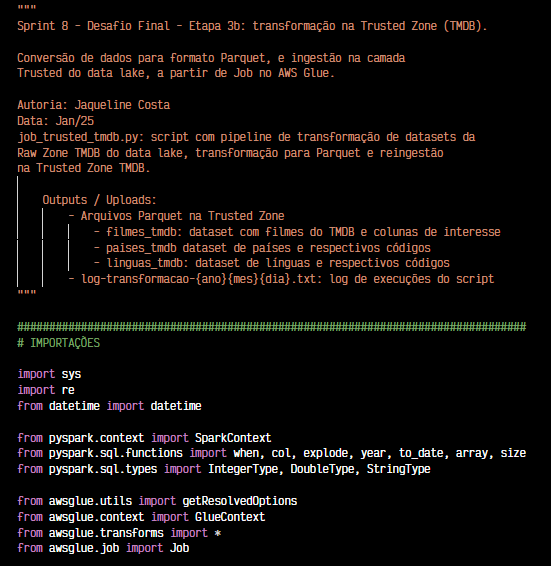 """
Sprint 8 - Desafio Final - Etapa 3b: transformação na Trusted Zone (TMDB).
Conversão de dados para formato Parquet, e ingestão na camada
Trusted do data lake, a partir de Job no AWS Glue.
Autoria: Jaqueline Costa
Data: Jan/25
job_trusted_tmdb.py: script com pipeline de transformação de datasets da
Raw Zone TMDB do data lake, transformação para Parquet e reingestão
na Trusted Zone TMDB.
Outputs / Uploads:
- Arquivos Parquet na Trusted Zone
- filmes_tmdb: dataset com filmes do TMDB e colunas de interesse
- paises_tmdb dataset de países e respectivos códigos
- linguas_tmdb: dataset de línguas e respectivos códigos
- log-transformacao-{ano}{mes}{dia}.txt: log de execuções do script
"""
################################################################################
# IMPORTAÇÕES
import sys
import re
from datetime import datetime
from pyspark.context import SparkContext
from pyspark.sql.functions import when, col, explode, year, to_date, array, size
from pyspark.sql.types import IntegerType, DoubleType, StringType
from awsglue.utils import getResolvedOptions
from awsglue.context import GlueContext
from awsglue.transforms import *
from awsglue.job import Job